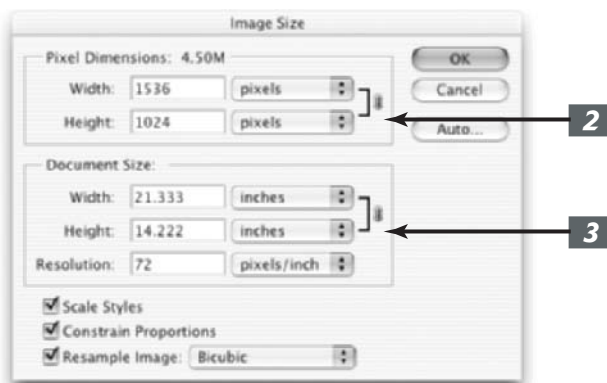 Image Size
Pixel Dimensions: 4.50M
OK
Width: 1536 pixels
Cancel
Height: 1024 pixels
2
Auto...
Document Size:
Width: 21.333 inches
Height: 14.222 inches
3
Resolution: 72 pixels/inch
Scale Styles
Constrain Proportions
Resample Image: Bicubic